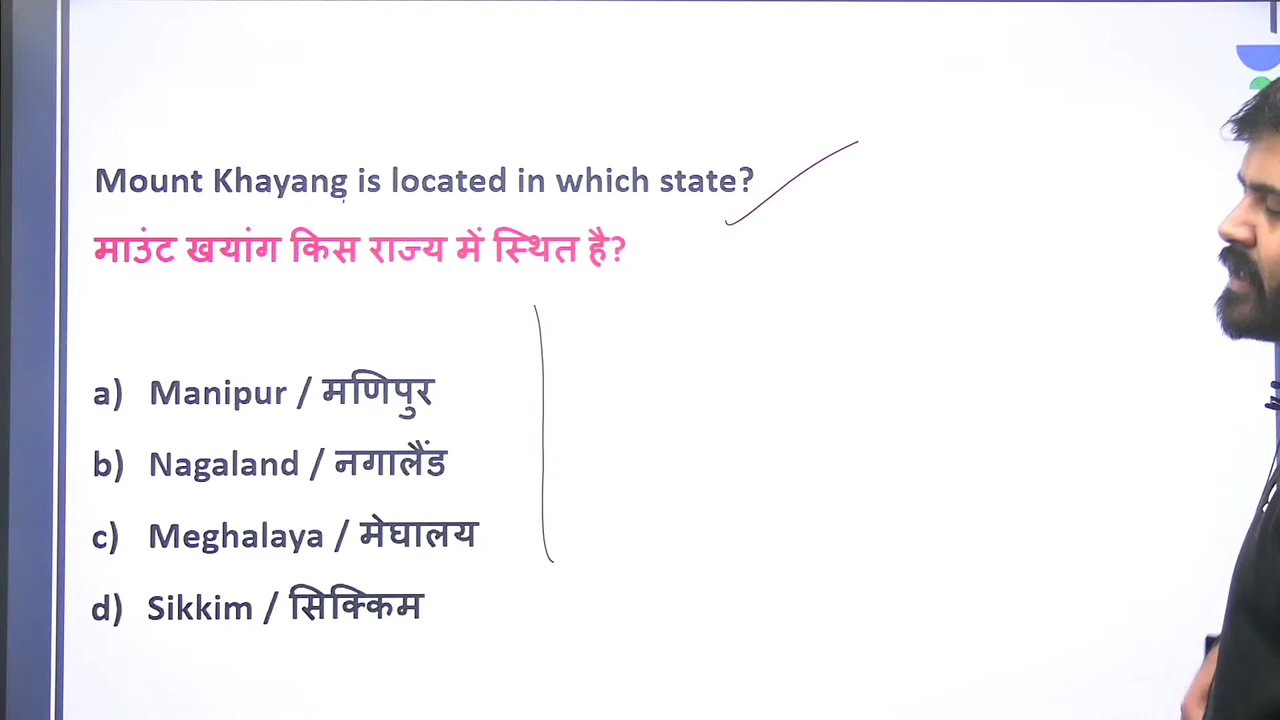 Mount Khayang is located in which state?
माउंट खयांग किस राज्य में स्थित है?
a) Manipur / मणिपुर
b) Nagaland / नगालैंड
c) Meghalaya / मेघालय
d) Sikkim / सिक्किम